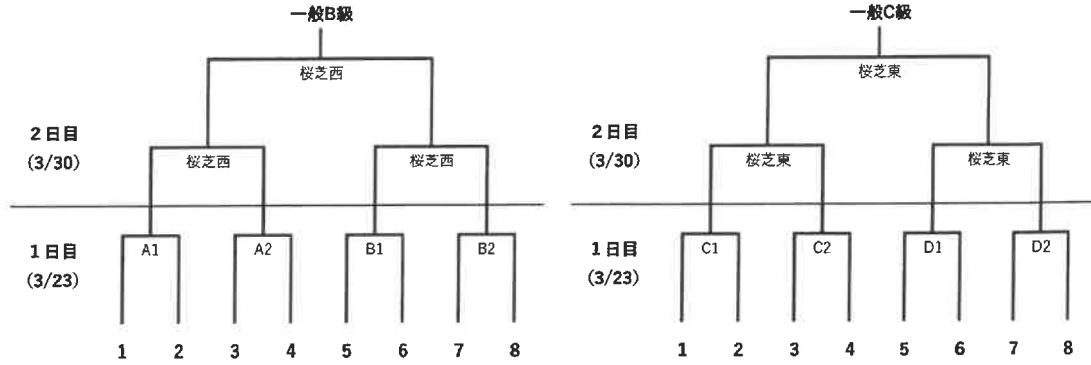 一般B級
桜芝西
2日目
(3/30)
桜芝西 桜芝西
1日目
(3/23)
A1 A2 B1 B2
1 2 3 4 5 6 7 8
一般C級
桜芝東
2日目
(3/30)
桜芝東 桜芝東
1日目
(3/23)
C1 C2 D1 D2
1 2 3 4 5 6 7 8